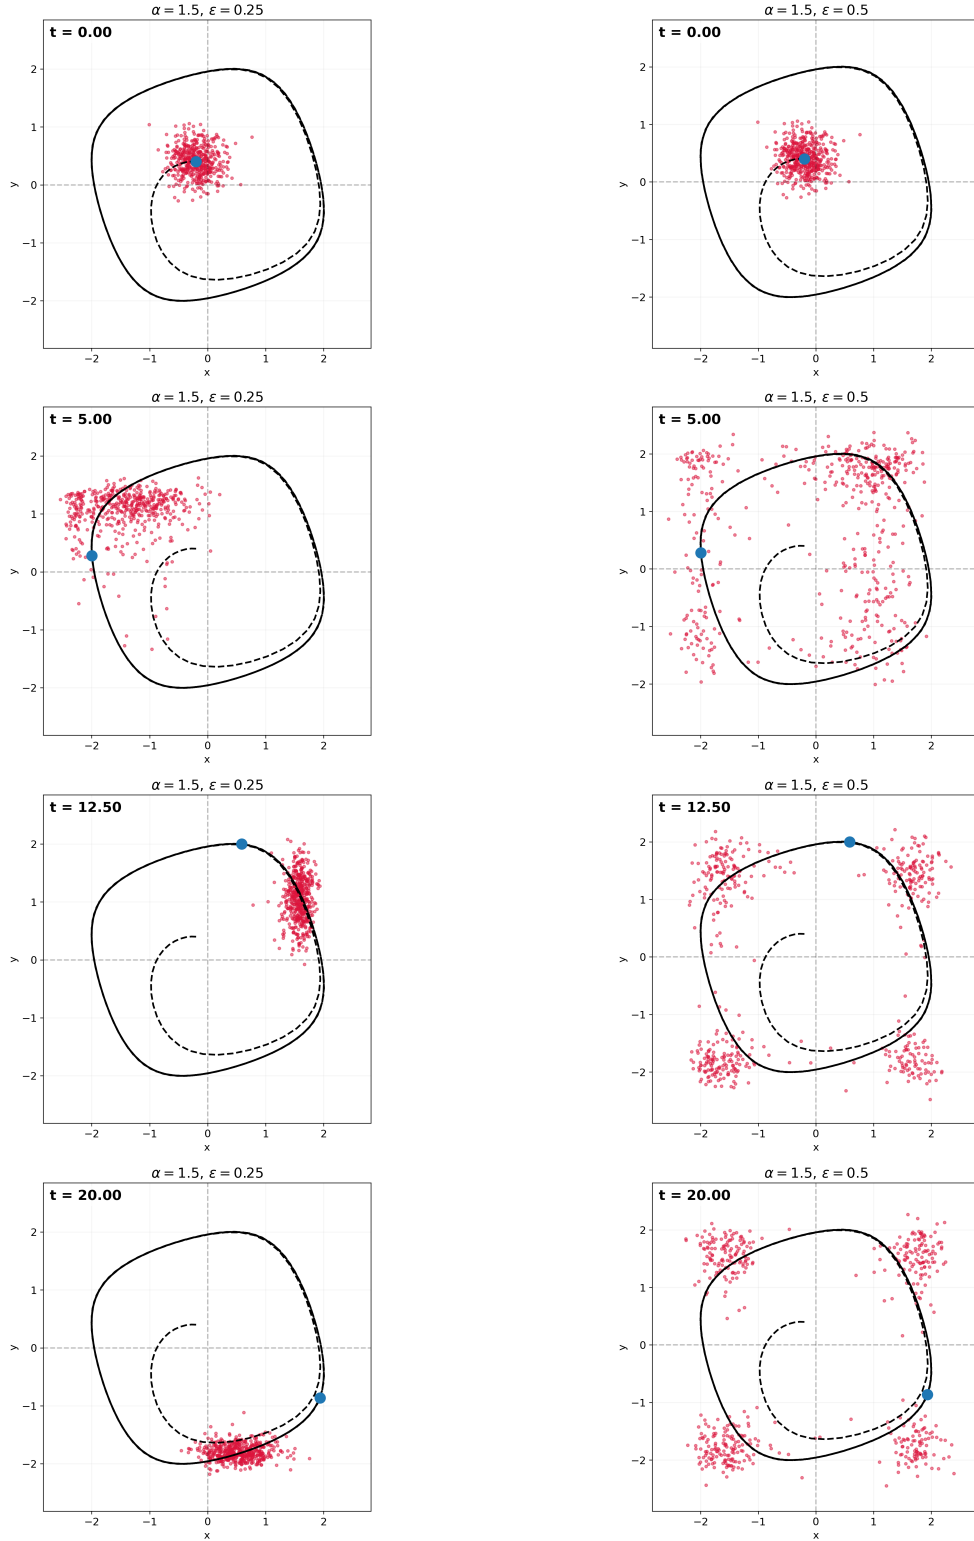 α = 1.5, ε = 0.25
t = 0.00
2
1
0
−1
−2
y
−2 −1 0 1 2
x
α = 1.5, ε = 0.5
t = 0.00
2
1
0
−1
−2
y
−2 −1 0 1 2
x
α = 1.5, ε = 0.25
t = 5.00
2
1
0
−1
−2
y
−2 −1 0 1 2
x
α = 1.5, ε = 0.5
t = 5.00
2
1
0
−1
−2
y
−2 −1 0 1 2
x
α = 1.5, ε = 0.25
t = 12.50
2
1
0
−1
−2
y
−2 −1 0 1 2
x
α = 1.5, ε = 0.5
t = 12.50
2
1
0
−1
−2
y
−2 −1 0 1 2
x
α = 1.5, ε = 0.25
t = 20.00
2
1
0
−1
−2
y
−2 −1 0 1 2
x
α = 1.5, ε = 0.5
t = 20.00
2
1
0
−1
−2
y
−2 −1 0 1 2
x